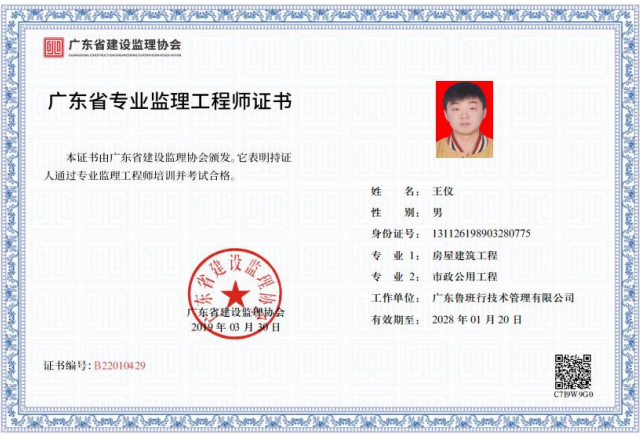 广东省建设监理协会
GUANGDONG CONSTRUCTION ENGINEERING SUPERVISION ASSOCIATION
广东省专业监理工程师证书
本证书由广东省建设监理协会颁发。它表明持证
人通过专业监理工程师培训并考试合格。
广东省建设监理协会
广东省建设监理协会
2019 年 03 月 30 日
证书编号: B22010429
姓 名: 王仪
性 别: 男
身份证号: 131126198903280775
专 业 1: 房屋建筑工程
专 业 2: 市政公用工程
工作单位: 广东鲁班行技术管理有限公司
有效期至: 2028 年 01 月 20 日
C7J9W9G0